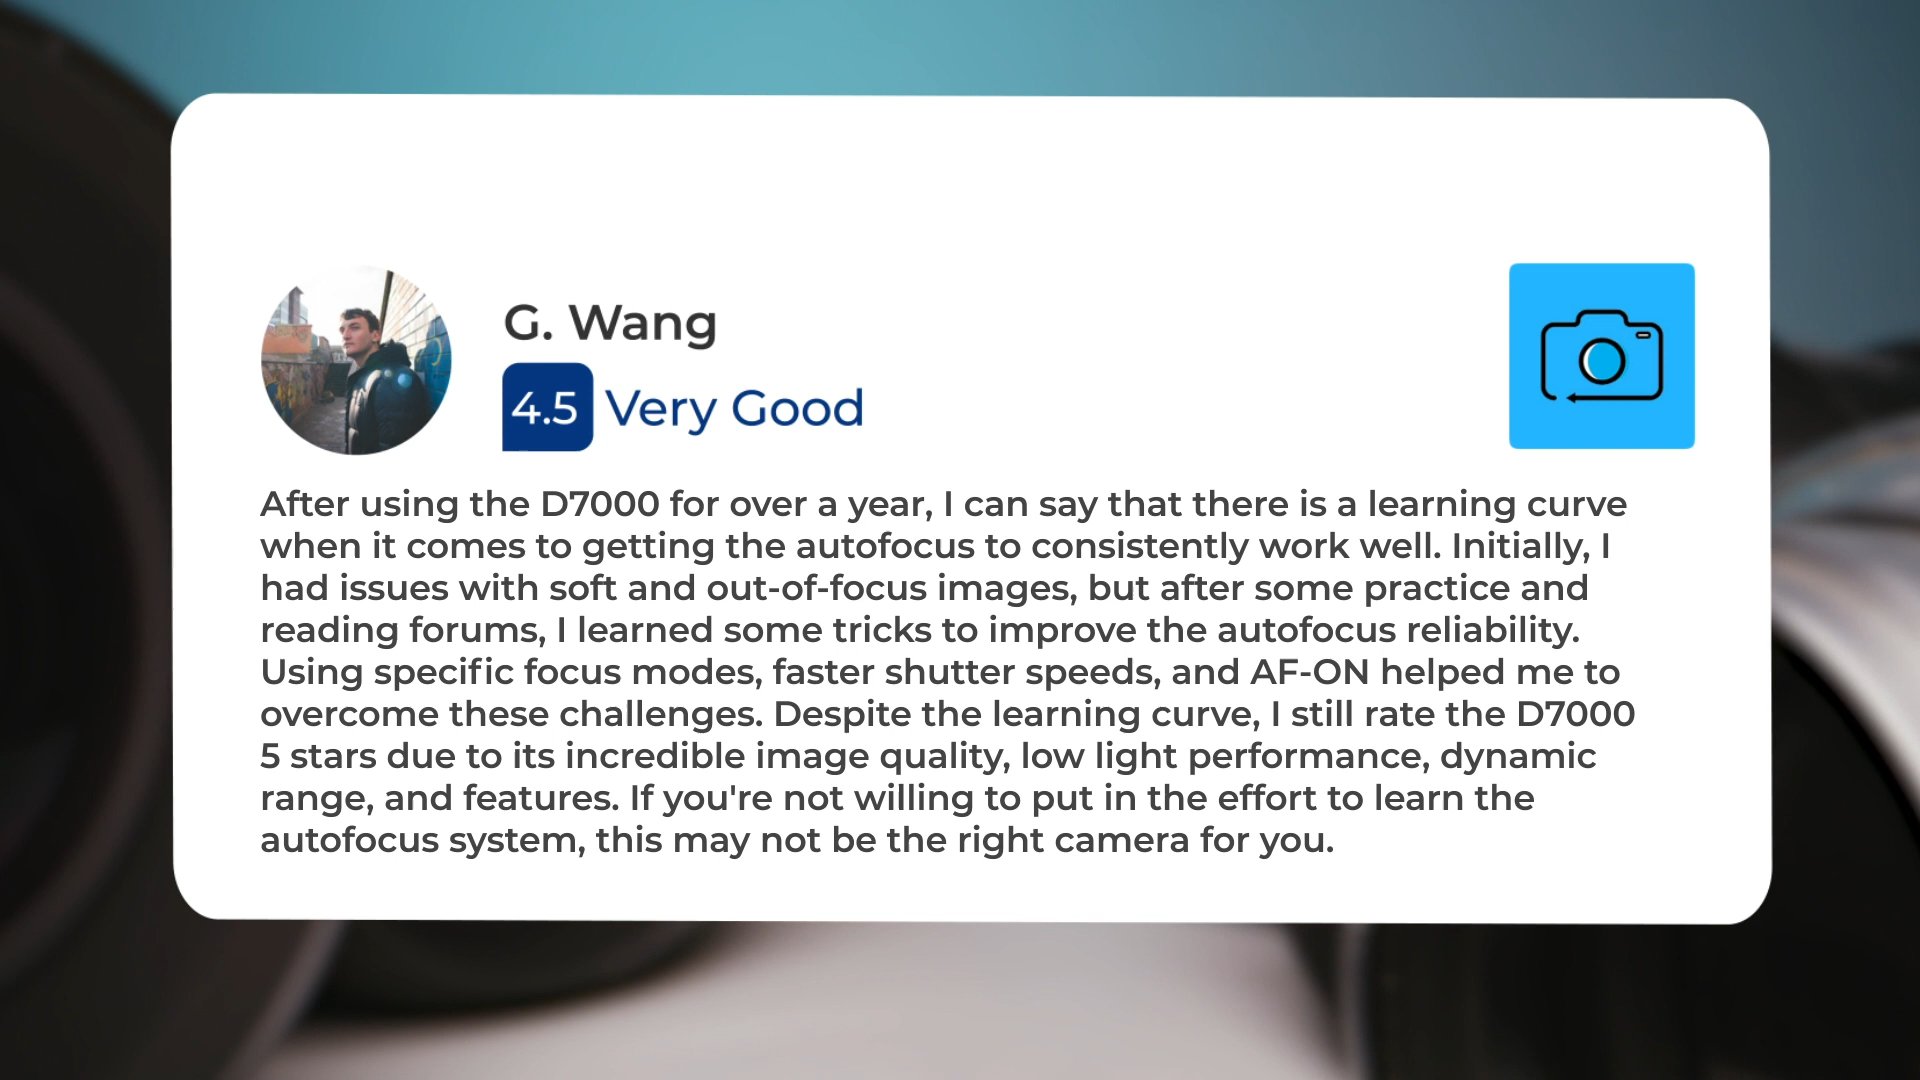 G. Wang
4.5 Very Good
After using the D7000 for over a year, I can say that there is a learning curve
when it comes to getting the autofocus to consistently work well. Initially, I
had issues with soft and out-of-focus images, but after some practice and
reading forums, I learned some tricks to improve the autofocus reliability.
Using specific focus modes, faster shutter speeds, and AF-ON helped me to
overcome these challenges. Despite the learning curve, I still rate the D7000
5 stars due to its incredible image quality, low light performance, dynamic
range, and features. If you're not willing to put in the effort to learn the
autofocus system, this may not be the right camera for you.